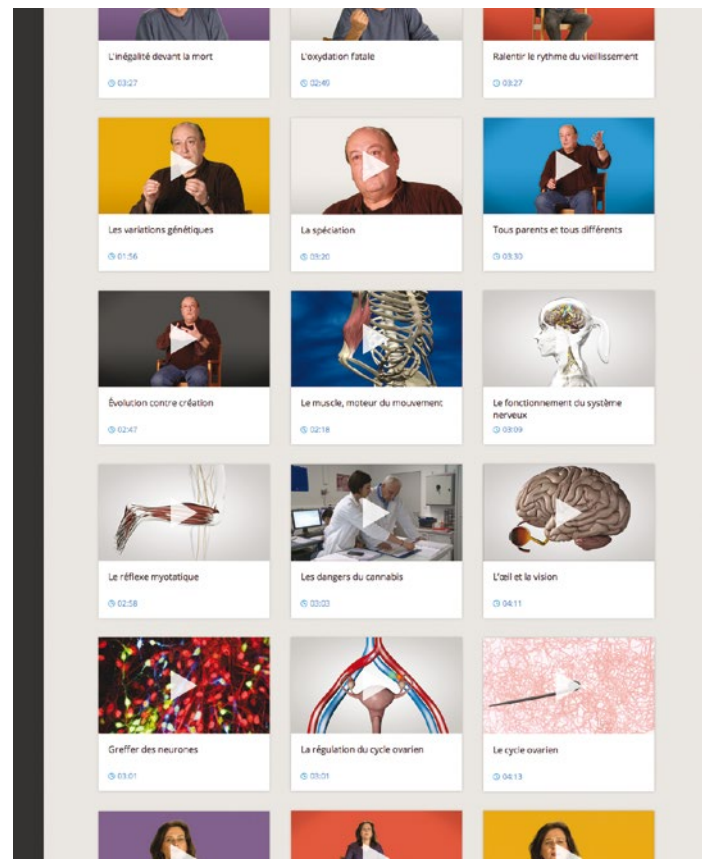 L'inégalité devant la mort
L'oxydation fatale
Ralentir le rythme du vieillissement
03:27
02:46
03:27
Les variations génétiques
La spéciation
Tous parents et tous différents
01:56
03:20
03:30
Évolution contre création
Le muscle, moteur du mouvement
Le fonctionnement du système
nerveux
02:47
02:18
03:09
Le réflexe myotatique
Les dangers du cannabis
L'œil et la vision
02:58
03:03
04:11
Greffer des neurones
La régulation du cycle ovarien
Le cycle ovarien
03:01
03:01
04:13